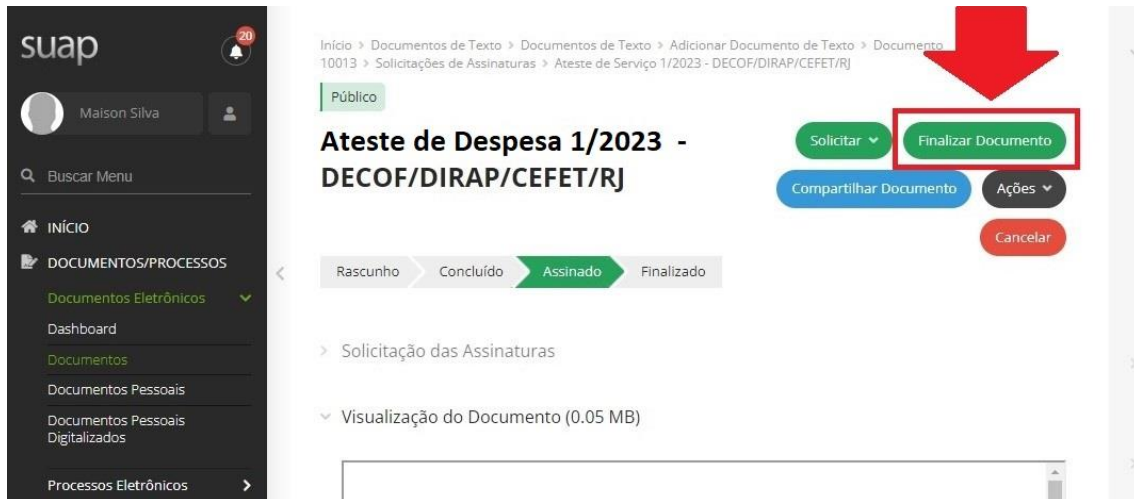 suap
20
Maison Silva
Buscar Menu
INÍCIO
DOCUMENTOS/PROCESSOS
Documentos Eletrônicos
Dashboard
Documentos
Documentos Pessoais
Documentos Pessoais
Digitalizados
Processos Eletrônicos
Início > Documentos de Texto > Documentos de Texto > Adicionar Documento de Texto > Documento
10013 > Solicitações de Assinaturas > Ateste de Serviço 1/2023 - DECOF/DIRAP/CEFET/RJ
Público
Ateste de Despesa 1/2023 -
DECOF/DIRAP/CEFET/RJ
Solicitar
Finalizar Documento
Compartilhar Documento
Ações
Cancelar
Rascunho
Concluído
Assinado
Finalizado
Solicitação das Assinaturas
Visualização do Documento (0.05 MB)